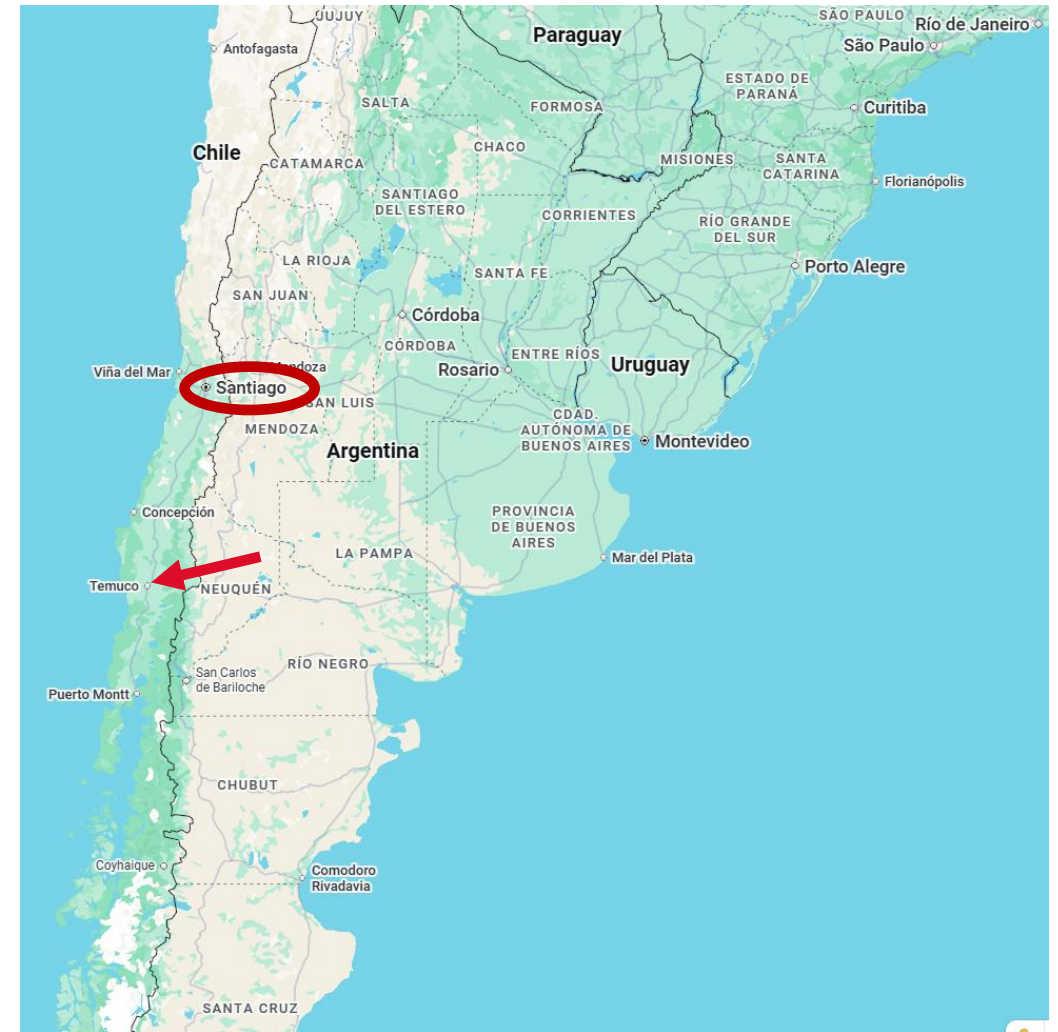 JUJUY
SÃO PAULO
Río de Janeiro
Antofagasta
Paraguay
São Paulo
ESTADO DE
PARANÁ
SALTA
FORMOSA
Curitiba
Chile
CHACO
CATAMARCA
MISIONES
SANTA
CATARINA
Florianópolis
SANTIAGO
DEL ESTERO
CORRIENTES
RÍO GRANDE
DEL SUR
LA RIOJA
SANTA FE
Porto Alegre
SAN JUAN
Córdoba
CÓRDOBA
ENTRE RÍOS
Viña del Mar
Rosario
Uruguay
Santiago
SAN LUIS
CDAD.
AUTÓNOMA DE
BUENOS AIRES
MENDOZA
Montevideo
Argentina
Concepción
PROVINCIA
DE BUENOS
AIRES
LA PAMPA
Mar del Plata
Temuco
NEUQUÉN
RÍO NEGRO
San Carlos
de Bariloche
Puerto Montt
CHUBUT
Coyhaique
Comodoro
Rivadavia
SANTA CRUZ